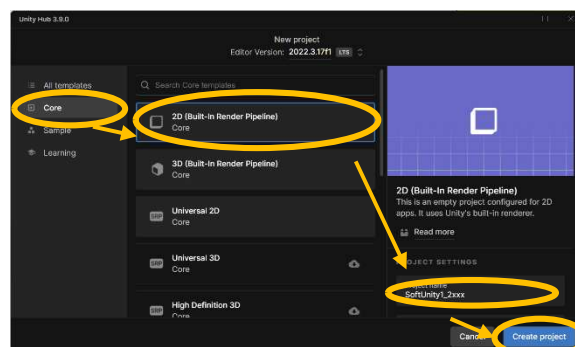 Unity Hub 3.9.0
New project
Editor Version: 2022.3.17f1 LTS
All templates
Core
Sample
Learning
Search Core templates
2D (Built-In Render Pipeline)
Core
3D (Built-In Render Pipeline)
Core
SRP
Universal 2D
Core
SRP
Universal 3D
Core
SRP
High Definition 3D
Core
2D (Built-In Render Pipeline)
This is an empty project configured for 2D
apps. It uses Unity's built-in renderer.
Read more
PROJECT SETTINGS
Project name
SoftUnity1_2xxx
Cancel
Create project